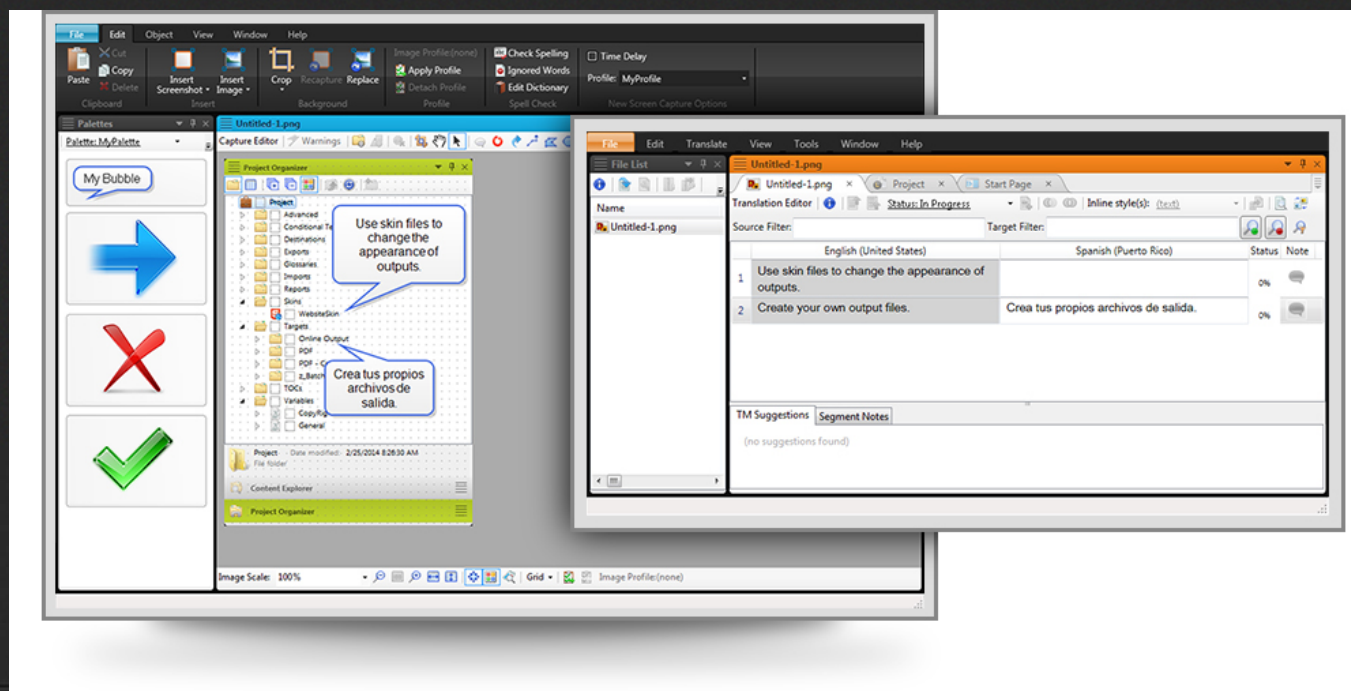 File Edit Object View Window Help
Paste
Cut
Copy
Delete
Clipboard
Insert Screenshot
Insert Image
Insert
Crop
Recapture
Replace
Background
Image Profile:(none)
Apply Profile
Detach Profile
Profile
Check Spelling
Ignored Words
Edit Dictionary
Spell Check
Time Delay
Profile: MyProfile
New Screen Capture Options
Palettes
Palette: MyPalette
My Bubble
Untitled-1.png
Capture Editor Warnings
Project Organizer
Project
Advanced
Conditional Te
Destinations
Exports
Glossaries
Imports
Reports
Skins
WebsiteSkin
Targets
Online Output
PDF
PDF - C
z_Batch
TOCs
Variables
CopyRig
General
Use skin files to
change the
appearance of
outputs.
Crea tus propios
archivos de
salida.
Project Date modified: 2/25/2014 8:26:30 AM
File folder
Content Explorer
Project Organizer
Image Scale: 100% Grid Image Profile:(none)
File Edit Translate View Tools Window Help
File List
Name
Untitled-1.png
Untitled-1.png
Untitled-1.png Project Start Page
Translation Editor Status: In Progress Inline style(s): (text)
Source Filter: Target Filter:
English (United States) Spanish (Puerto Rico) Status Note
1 Use skin files to change the appearance of
outputs. 0%
2 Create your own output files. Crea tus propios archivos de salida. 0%
TM Suggestions Segment Notes
(no suggestions found)